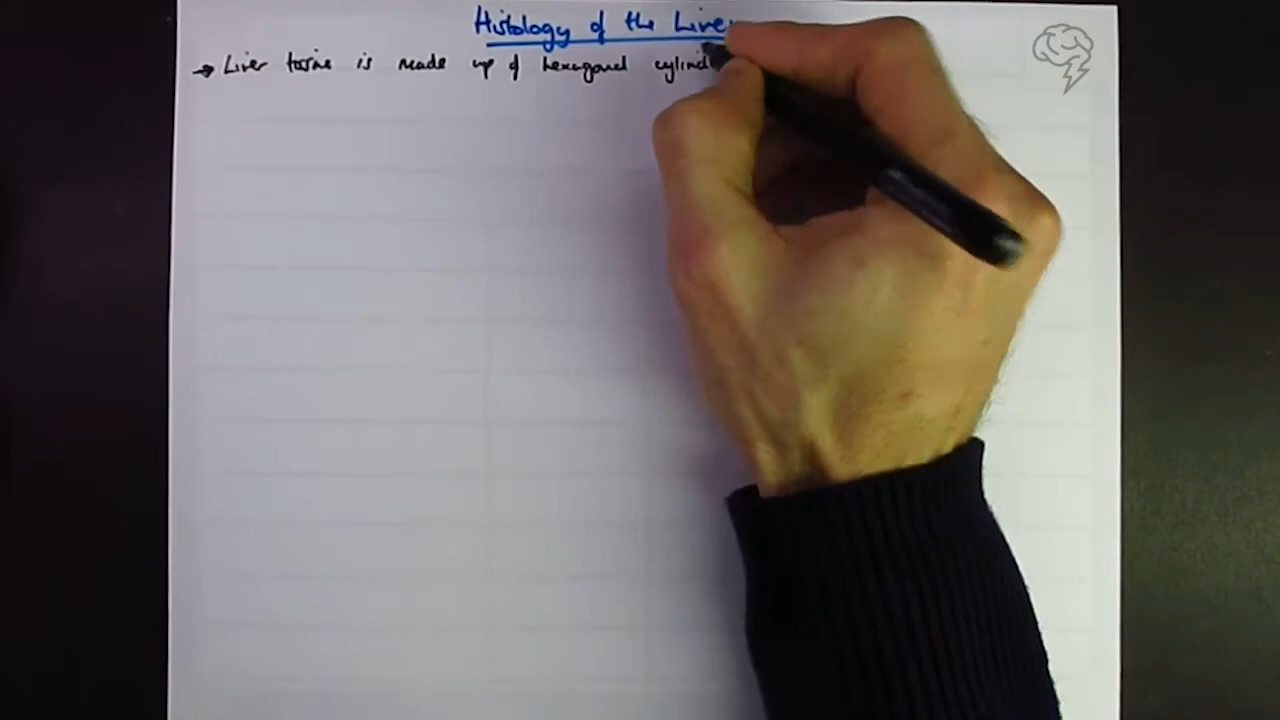 Histology of the Liver
→ Liver tissue is made up of hexagonal cylind